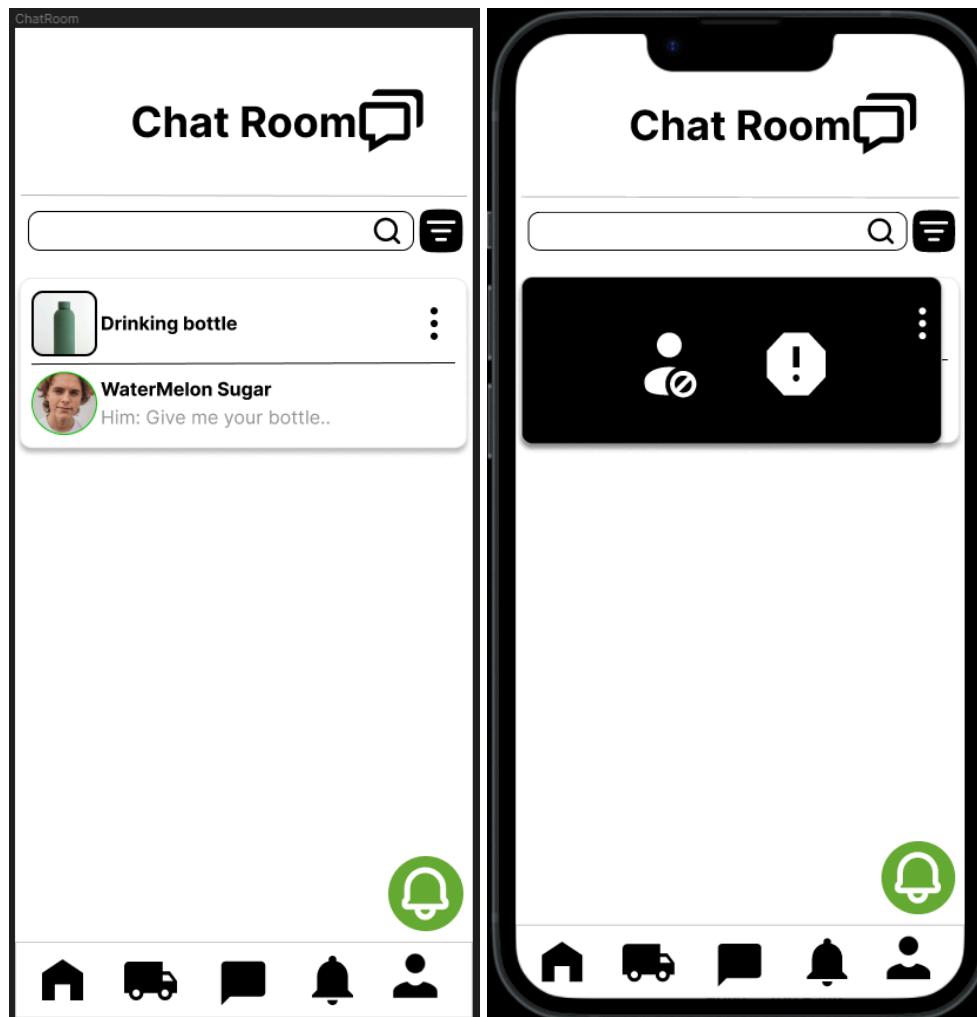 ChatRoom
Chat Room
Drinking bottle
WaterMelon Sugar
Him: Give me your bottle..
Chat Room